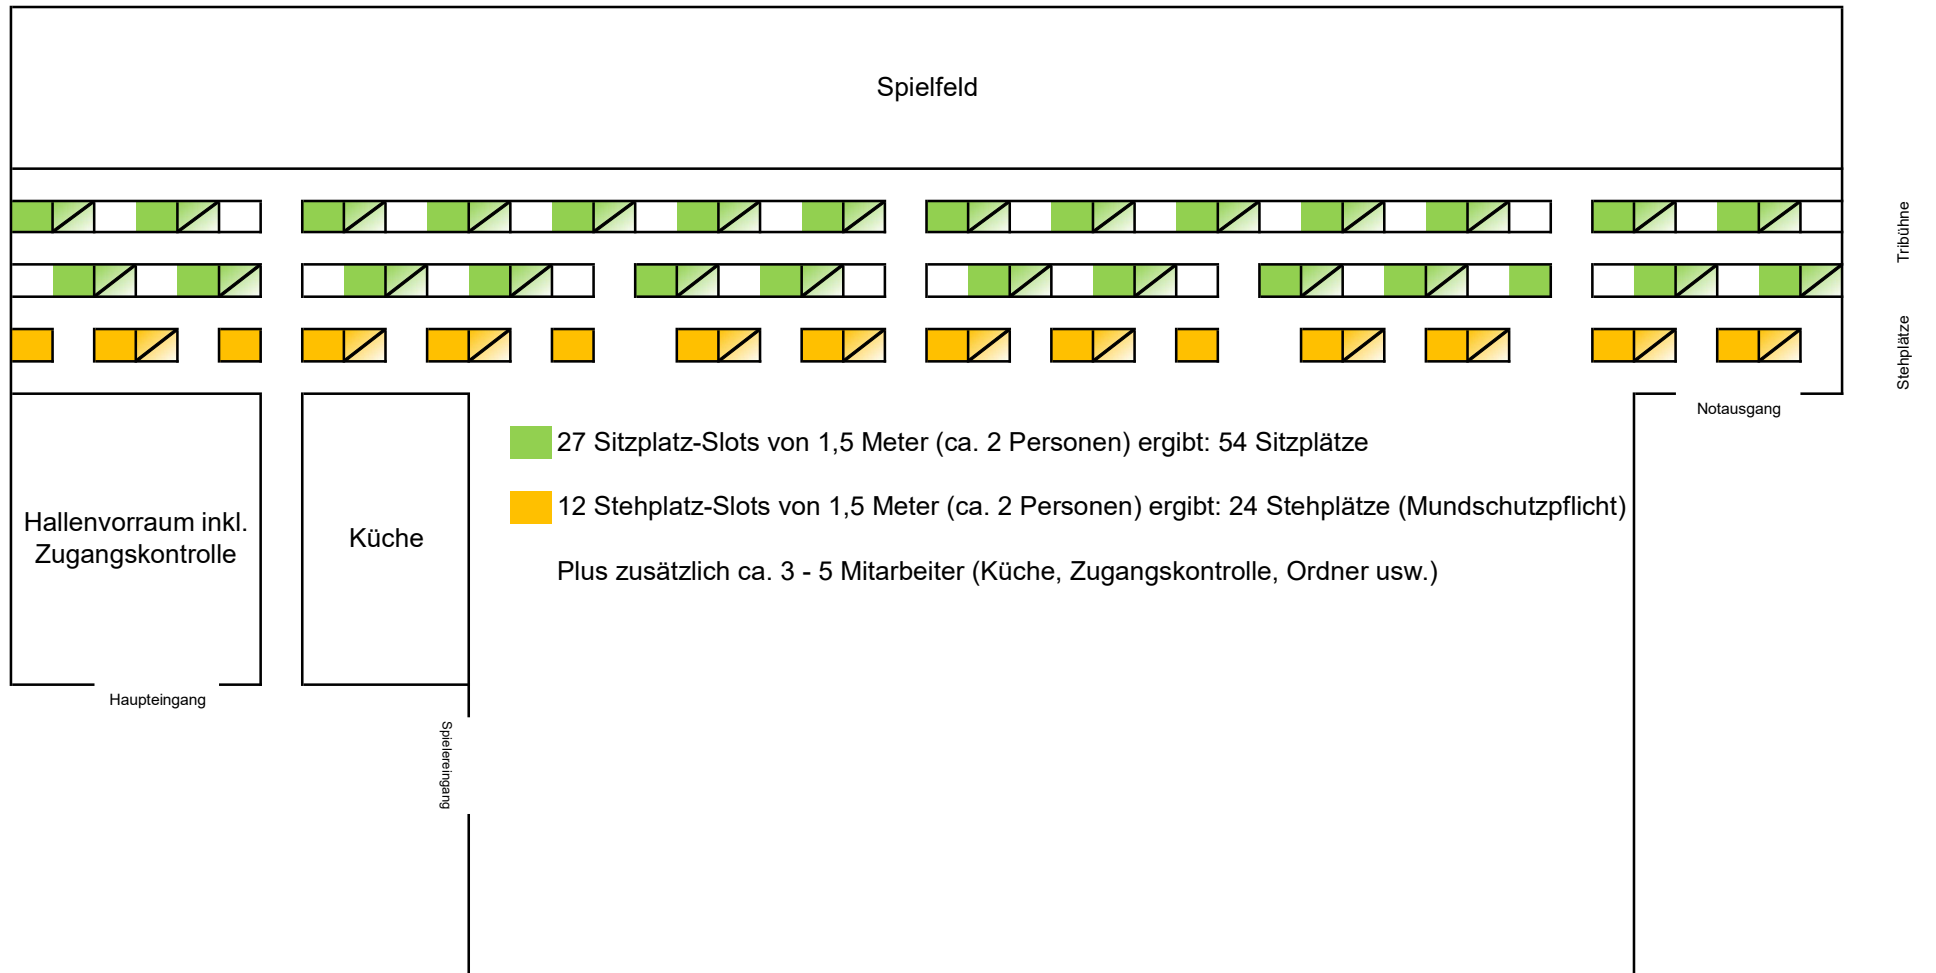 Spielfeld
Tribühne
Stehplätze
Notausgang
27 Sitzplatz-Slots von 1,5 Meter (ca. 2 Personen) ergibt: 54 Sitzplätze
12 Stehplatz-Slots von 1,5 Meter (ca. 2 Personen) ergibt: 24 Stehplätze (Mundschutzpflicht)
Hallenvorraum inkl.
Zugangskontrolle
Küche
Plus zusätzlich ca. 3 - 5 Mitarbeiter (Küche, Zugangskontrolle, Ordner usw.)
Haupteingang
Spielereingang